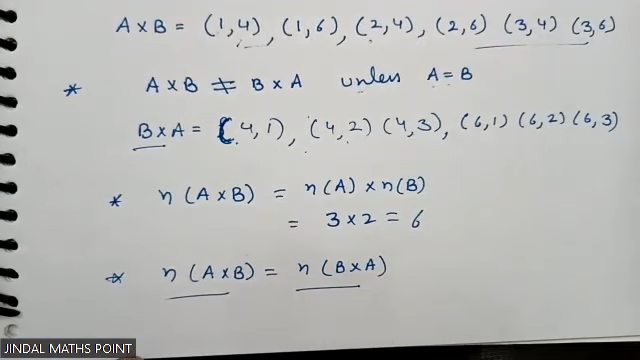 A × B = (1,4), (1,6), (2,4), (2,6) (3,4) (3,6)
* A × B ≠ B × A unless A = B
B × A = (4,1), (4,2) (4,3), (6,1) (6,2) (6,3)
* n (A × B) = n(A) × n(B)
= 3 × 2 = 6
* n (A × B) = n (B × A)
JINDAL MATHS POINT